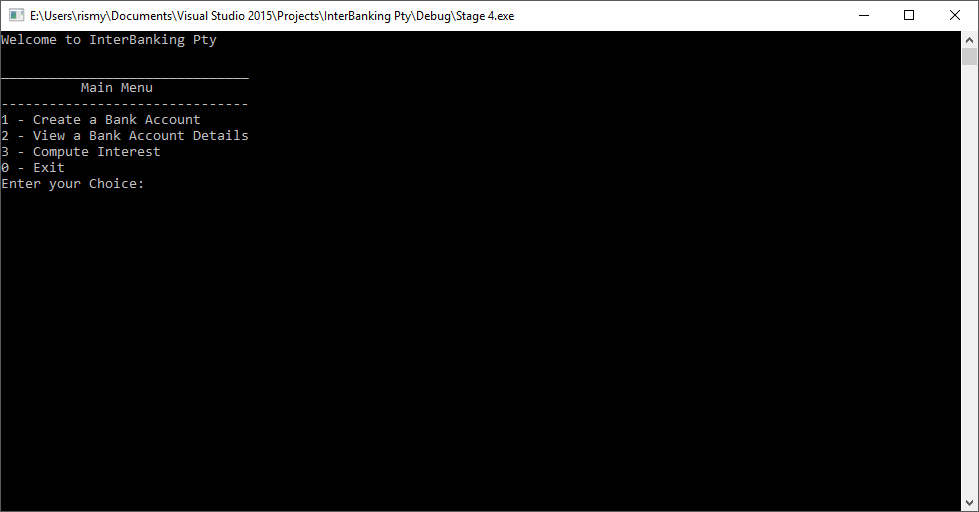 E:\Users\rismy\Documents\Visual Studio 2015\Projects\InterBanking Pty\Debug\Stage 4.exe
Welcome to InterBanking Pty
_______________________________
Main Menu
-------------------------------
1 - Create a Bank Account
2 - View a Bank Account Details
3 - Compute Interest
0 - Exit
Enter your Choice: